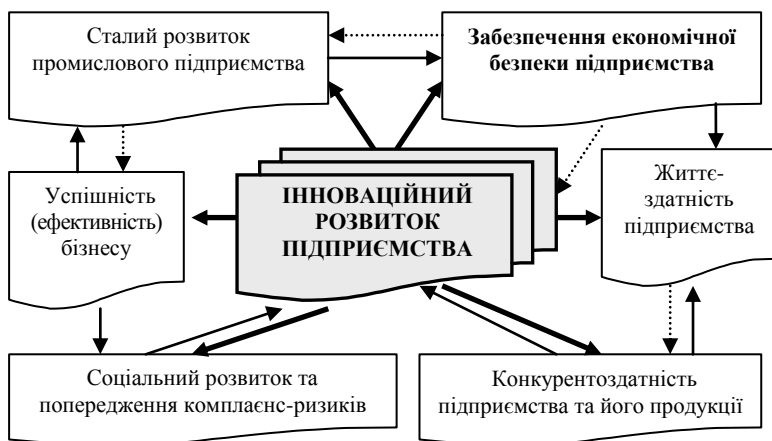 Сталий розвиток
промислового підприємства
Забезпечення економічної
безпеки підприємства
Успішність
(ефективність)
бізнесу
ІННОВАЦІЙНИЙ
РОЗВИТОК
ПІДПРИЄМСТВА
Життє-
здатність
підприємства
Соціальний розвиток та
попередження комплаєнс-ризиків
Конкурентоздатність
підприємства та його продукції